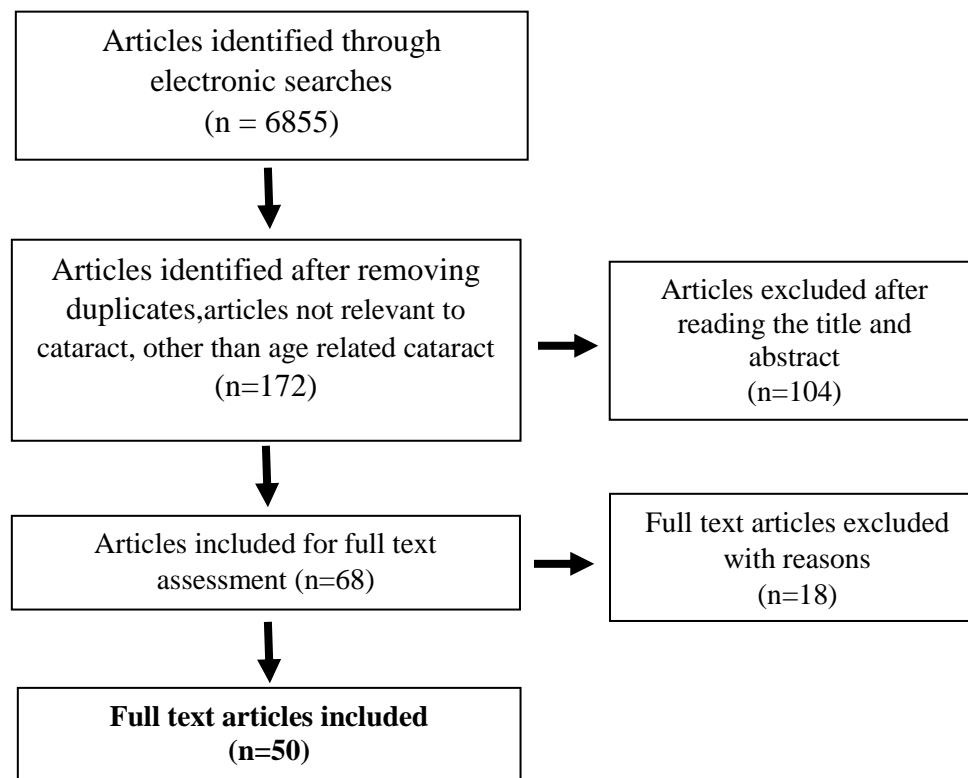 Articles identified through
electronic searches
(n = 6855)
Articles identified after removing
duplicates,articles not relevant to
cataract, other than age related cataract
(n=172)
Articles excluded after
reading the title and
abstract
(n=104)
Articles included for full text
assessment (n=68)
Full text articles excluded
with reasons
(n=18)
Full text articles included
(n=50)